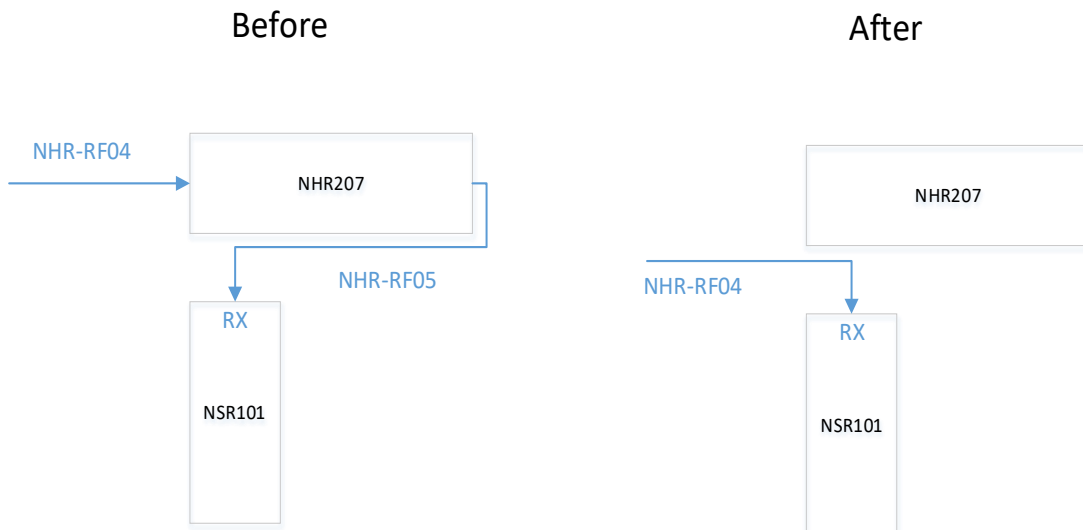 Before
NHR-RF04
NHR207
NHR-RF05
RX
NSR101
After
NHR207
NHR-RF04
RX
NSR101